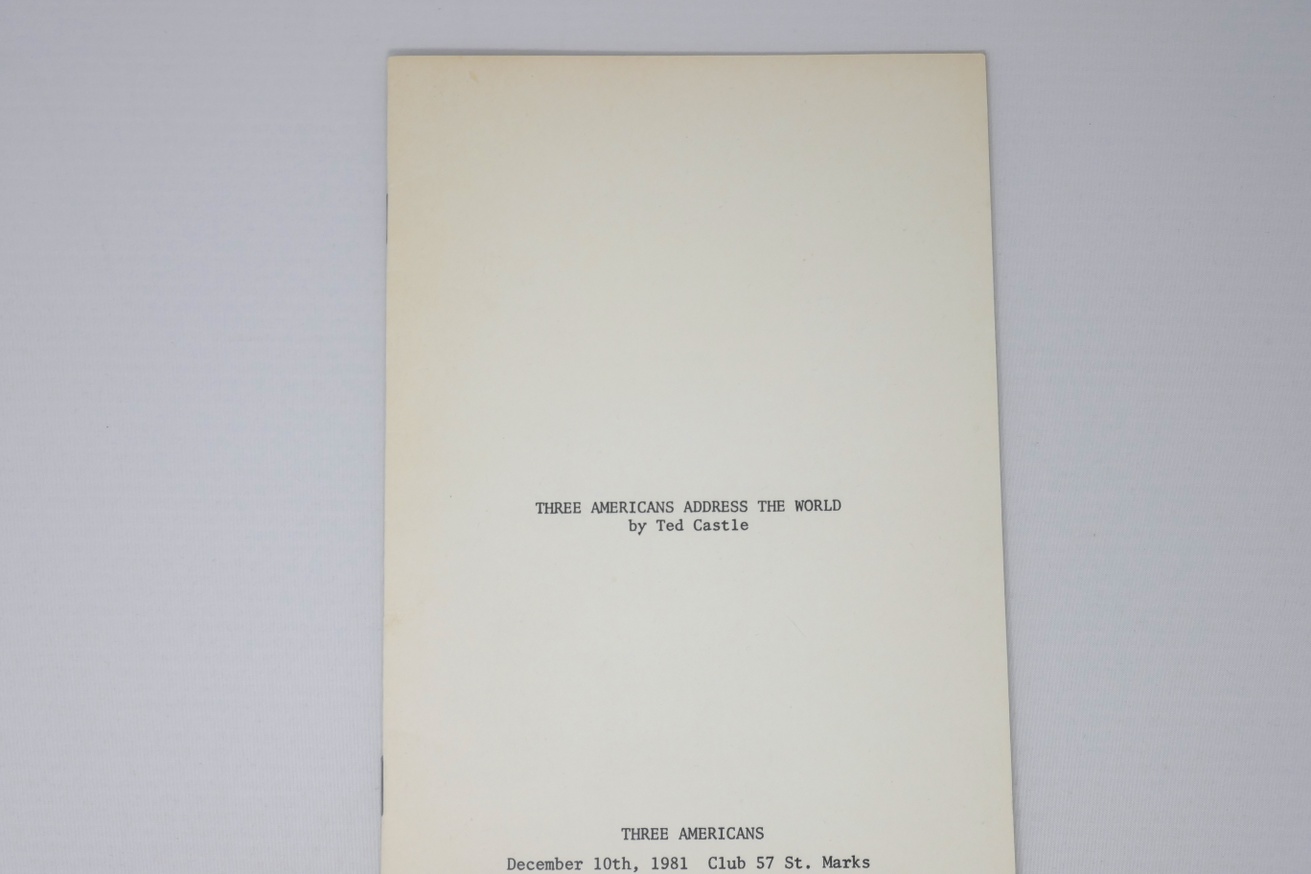 THREE AMERICANS ADDRESS THE WORLD
by Ted Castle
THREE AMERICANS
December 10th, 1981 Club 57 St. Marks